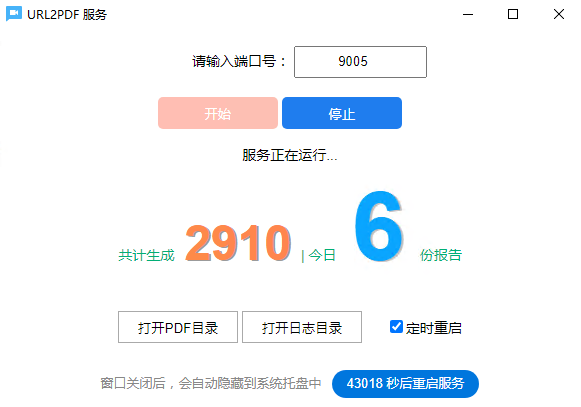 URL2PDF 服务
请输入端口号： 9005
开始 停止
服务正在运行...
共计生成 2910 | 今日 6 份报告
打开PDF目录 打开日志目录 定时重启
窗口关闭后，会自动隐藏到系统托盘中 43018 秒后重启服务